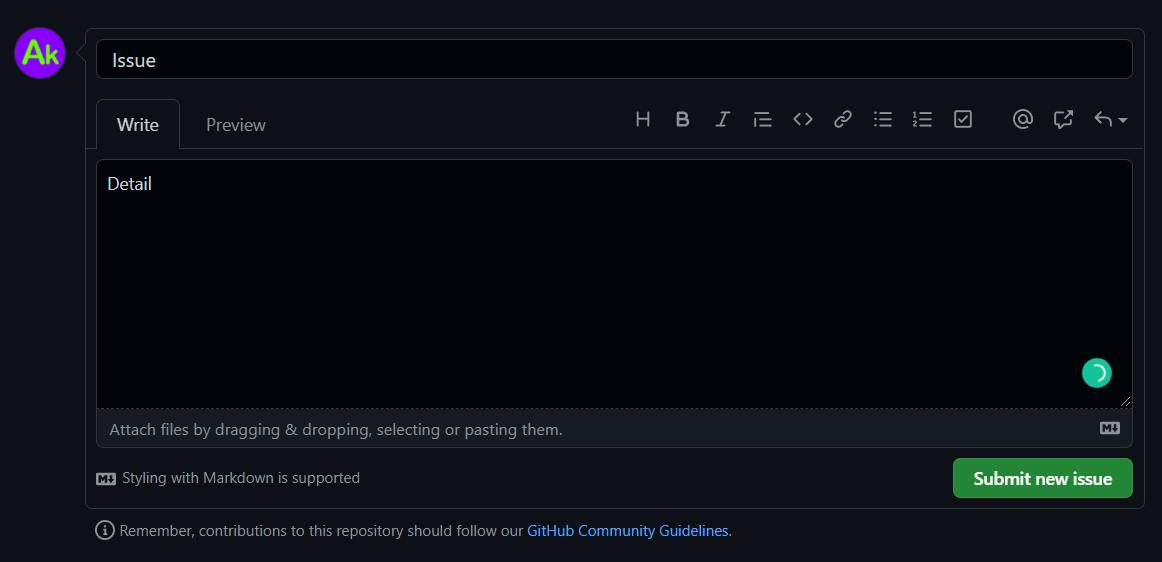 Ak
Issue
Write Preview
Detail
Attach files by dragging & dropping, selecting or pasting them.
Styling with Markdown is supported
Submit new issue
Remember, contributions to this repository should follow our GitHub Community Guidelines.